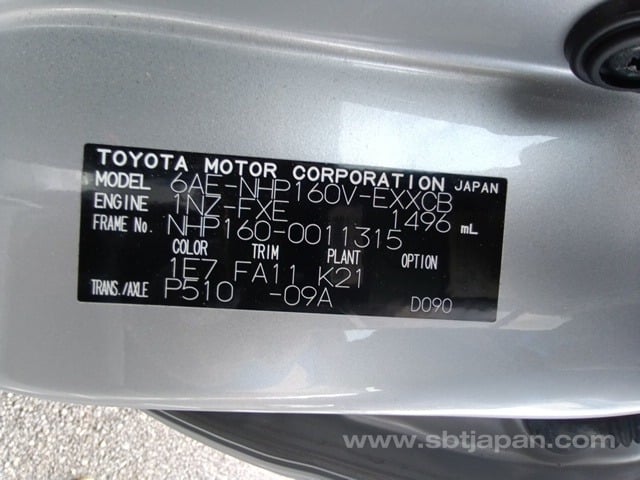 TOYOTA MOTOR CORPORATION JAPAN
MODEL 6AE-NHP160V-EXXCB
ENGINE 1NZ-FXE 1496 mL
FRAME No. NHP160-0011315
COLOR TRIM PLANT OPTION
1E7 FA11 K21
TRANS./AXLE P510 -09A D090
www.sbtjapan.com